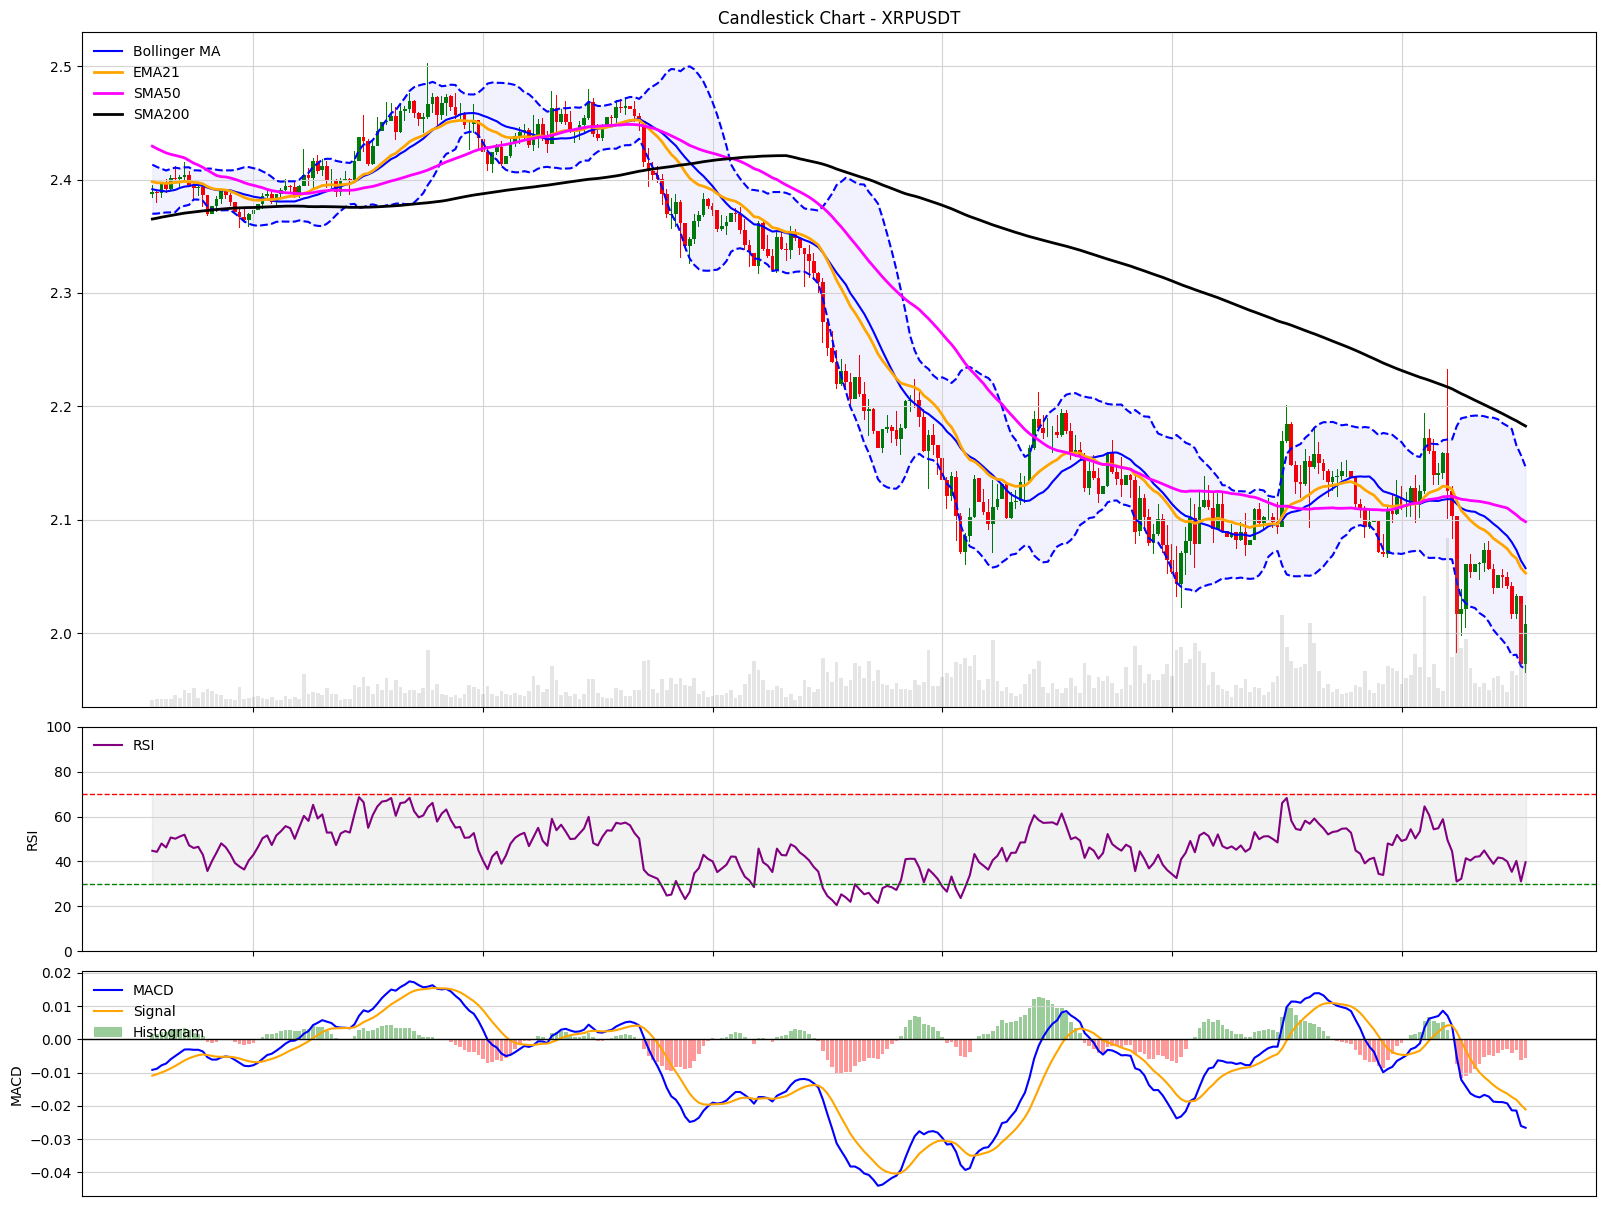 Candlestick Chart - XRPUSDT
Bollinger MA
EMA21
SMA50
SMA200
2.5
2.4
2.3
2.2
2.1
2.0
RSI
100
80
60
40
20
0
RSI
MACD
Signal
Histogram
0.02
0.01
0.00
−0.01
−0.02
−0.03
−0.04
MACD